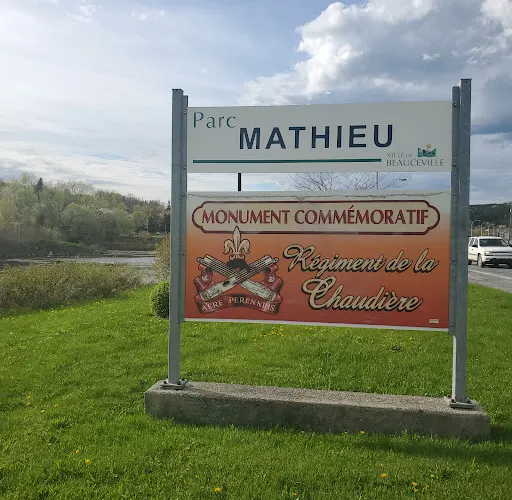 Parc
MATHIEU
VILLE DE
BEAUCEVILLE
MONUMENT COMMÉMORATIF
Régiment de la
Chaudière
AERE PERENNIUS